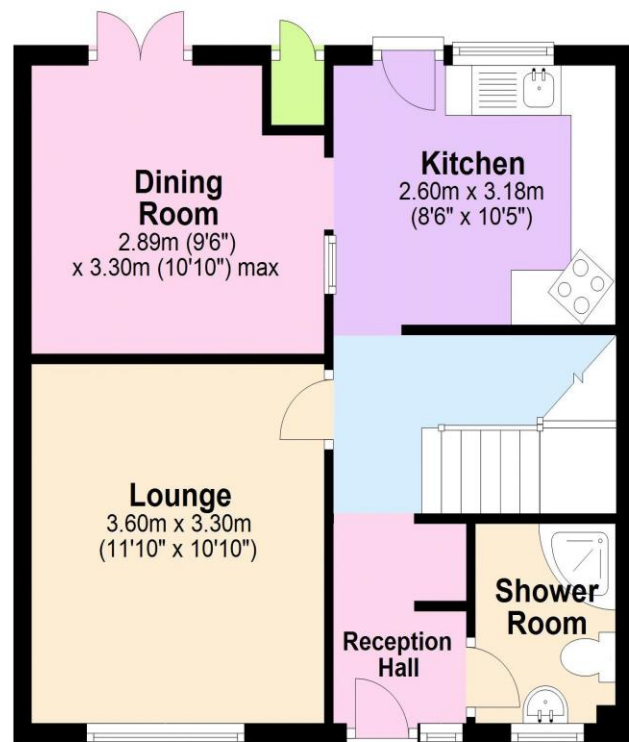 Dining
Room
2.89m (9'6")
x 3.30m (10'10") max
Kitchen
2.60m x 3.18m
(8'6" x 10'5")
Lounge
3.60m x 3.30m
(11'10" x 10'10")
Shower
Room
Reception
Hall